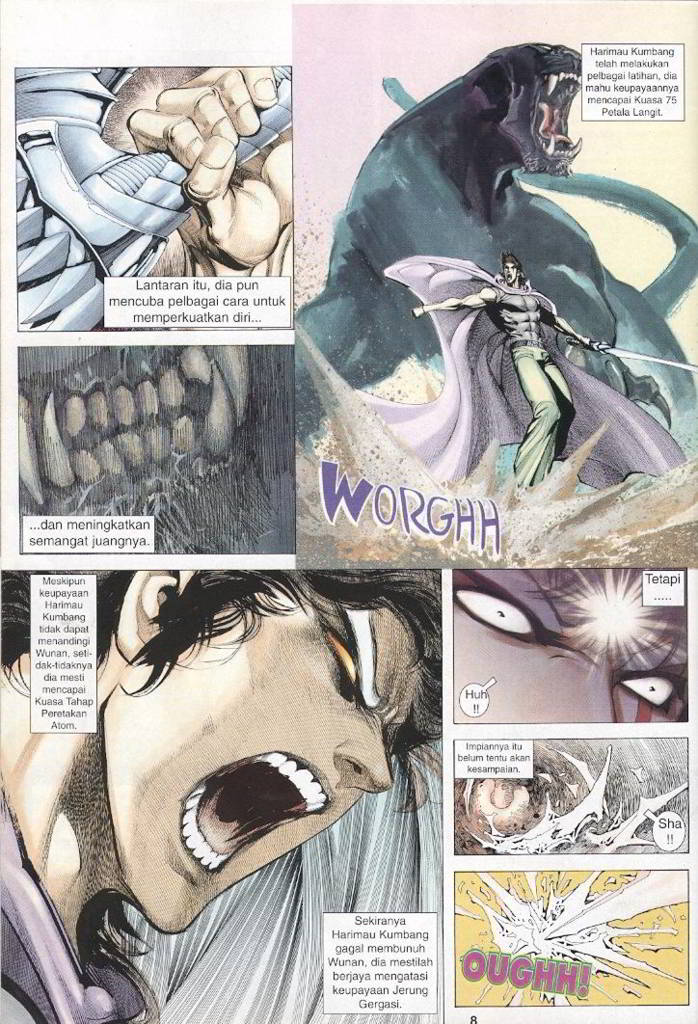 Harimau Kumbang
telah melakukan
pelbagai latihan, dia
mahu keupayaannya
mencapai Kuasa 75
Petala Langit.
Lantaran itu, dia pun
mencuba pelbagai cara untuk
memperkuatkan diri...
...dan meningkatkan
semangat juangnya.
WORGHH
Meskipun
keupayaan
Harimau
Kumbang
tidak dapat
menandingi
Wunan, seti-
dak-tidaknya
dia mesti
mencapai
Kuasa Tahap
Peretakan
Atom.
Sekiranya
Harimau Kumbang
gagal membunuh
Wunan, dia mestilah
berjaya mengatasi
keupayaan Jerung
Gergasi.
Tetapi
.....
Huh
!!
Impiannya itu
belum tentu akan
kesampaian.
Sha
!!
OUGHH!
8